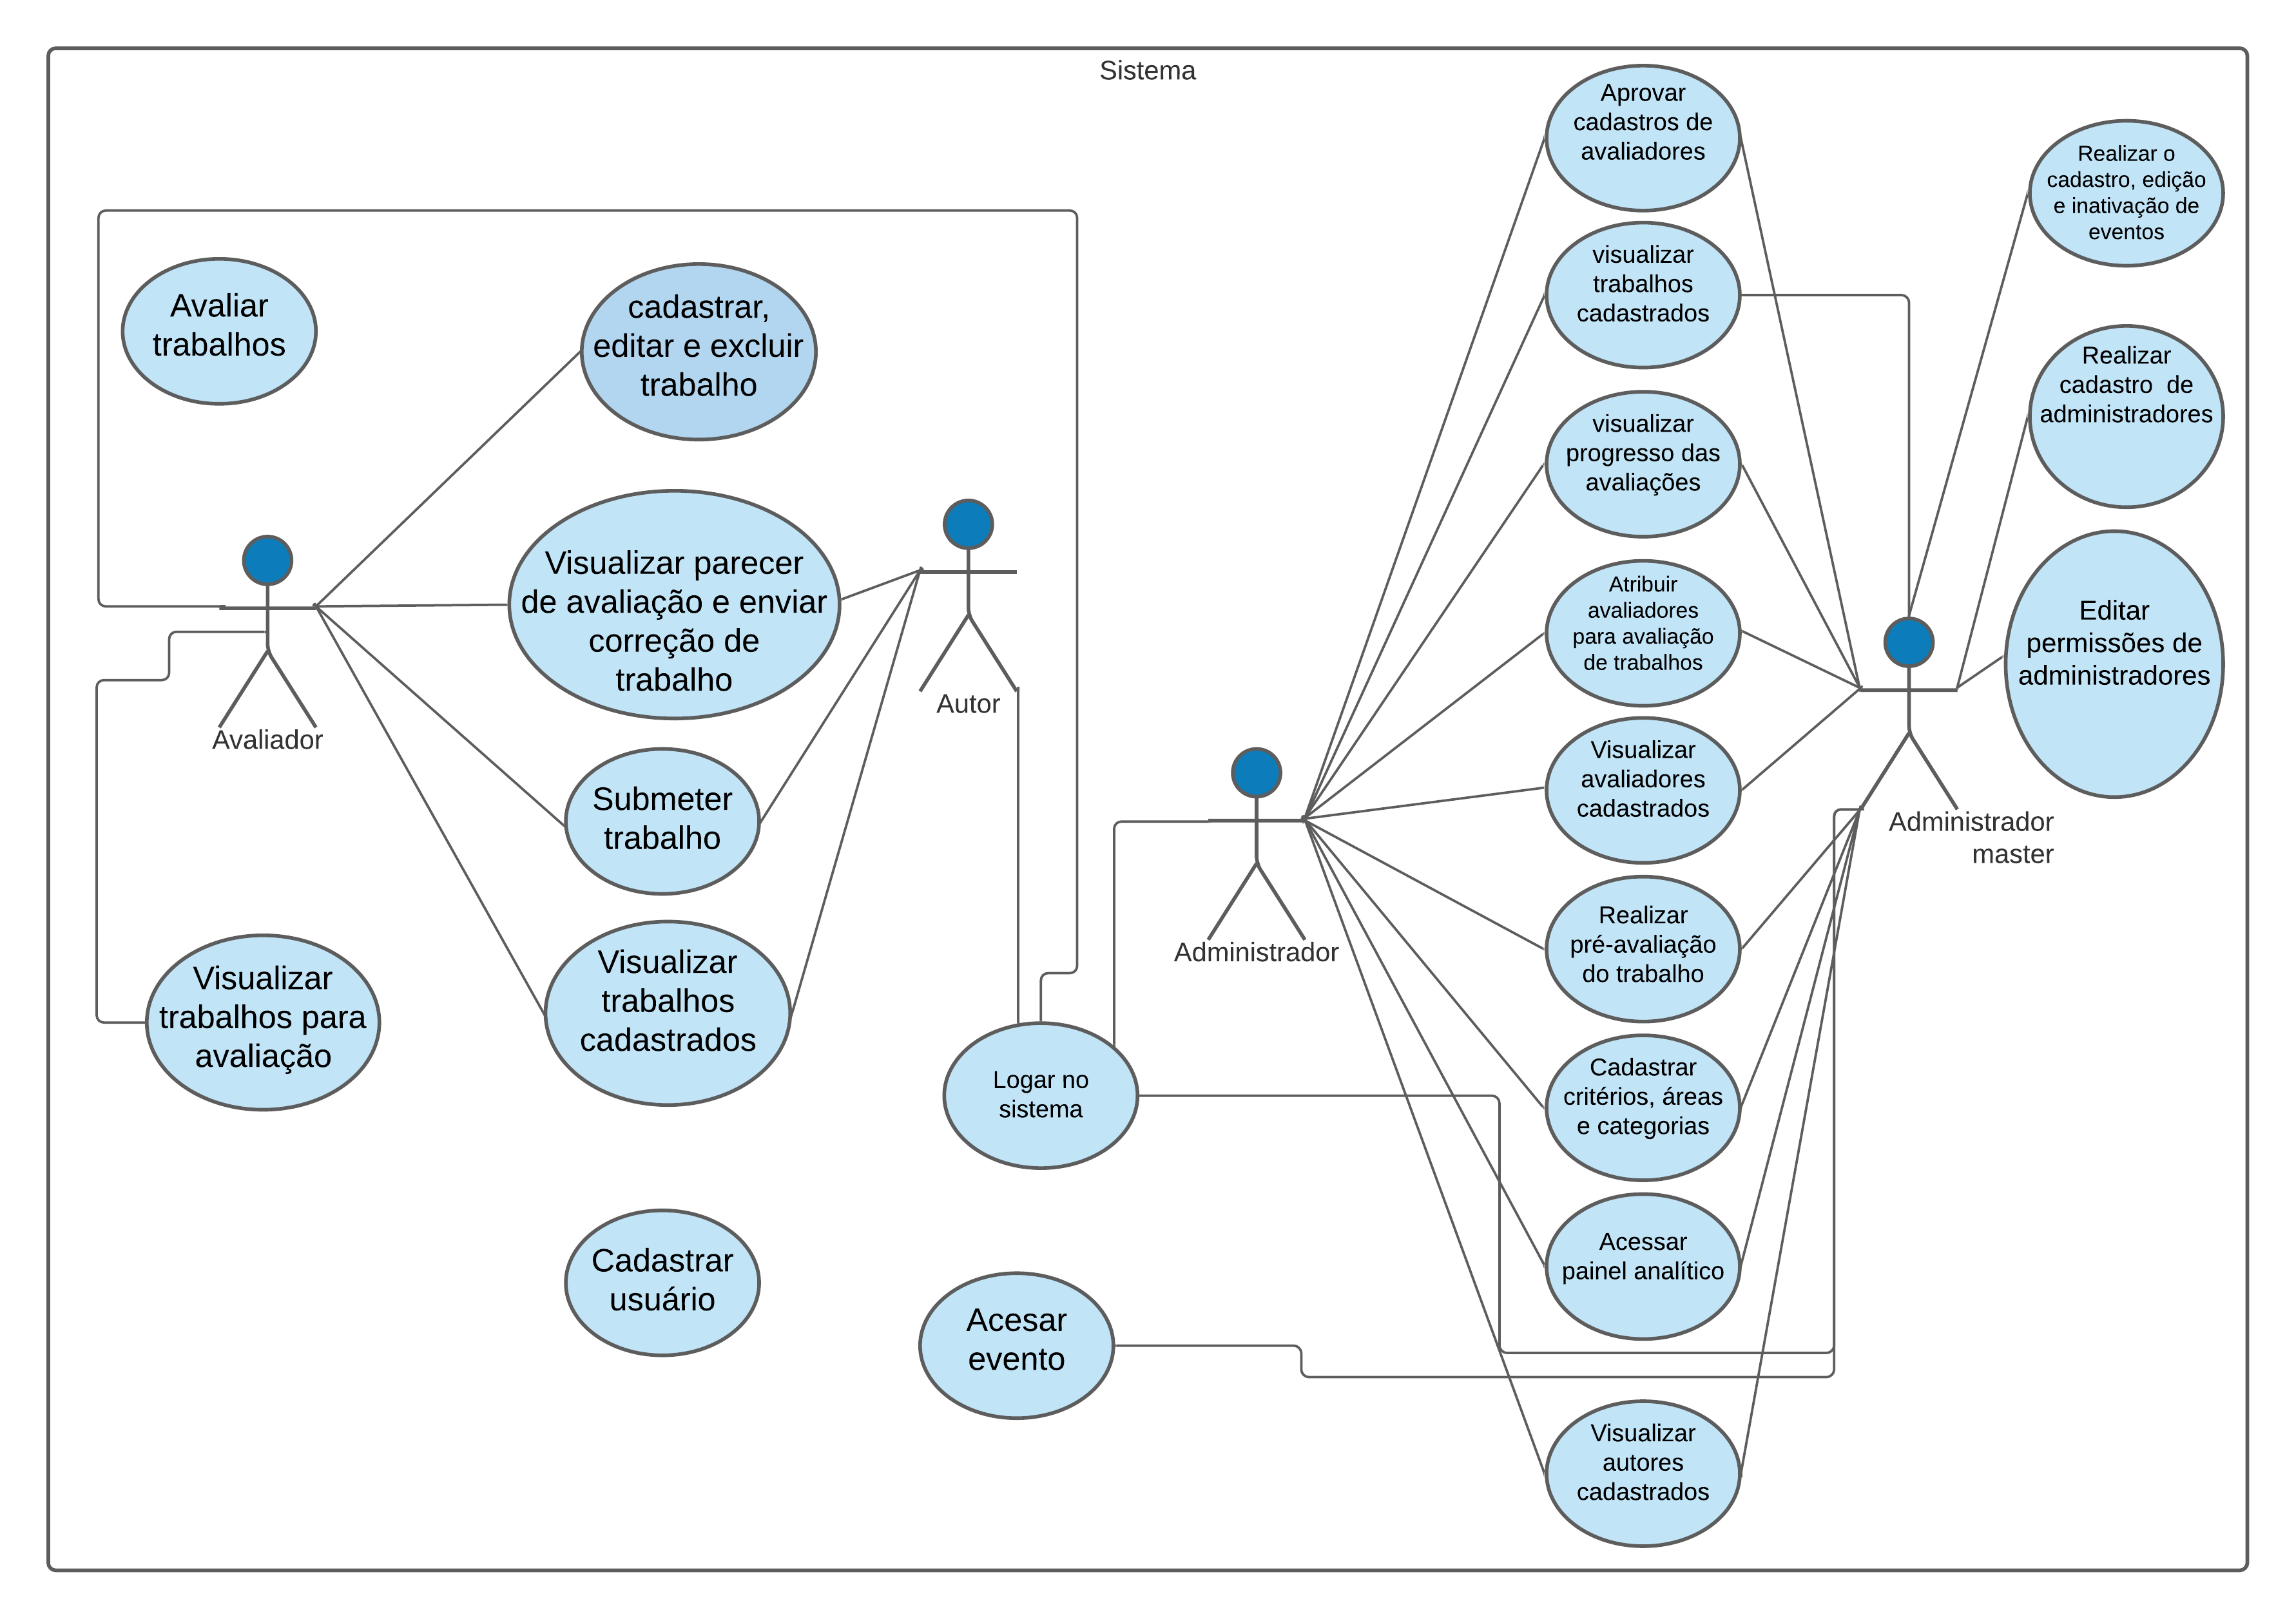 Sistema
Aprovar
cadastros de
avaliadores
Realizar o
cadastro, edição
e inativação de
eventos
visualizar
trabalhos
cadastrados
Avaliar
trabalhos
cadastrar,
editar e excluir
trabalho
Realizar
cadastro  de
administradores
visualizar
progresso das
avaliações
Visualizar parecer
de avaliação e enviar
correção de
trabalho
Atribuir
avaliadores
para avaliação
de trabalhos
Editar
permissões de
administradores
Autor
Avaliador
Submeter
trabalho
Visualizar
avaliadores
cadastrados
Administrador
master
Administrador
Realizar
pré-avaliação
do trabalho
Visualizar
trabalhos para
avaliação
Visualizar
trabalhos
cadastrados
Logar no
sistema
Cadastrar
critérios, áreas
e categorias
Cadastrar
usuário
Acessar
painel analítico
Acesar
evento
Visualizar
autores
cadastrados